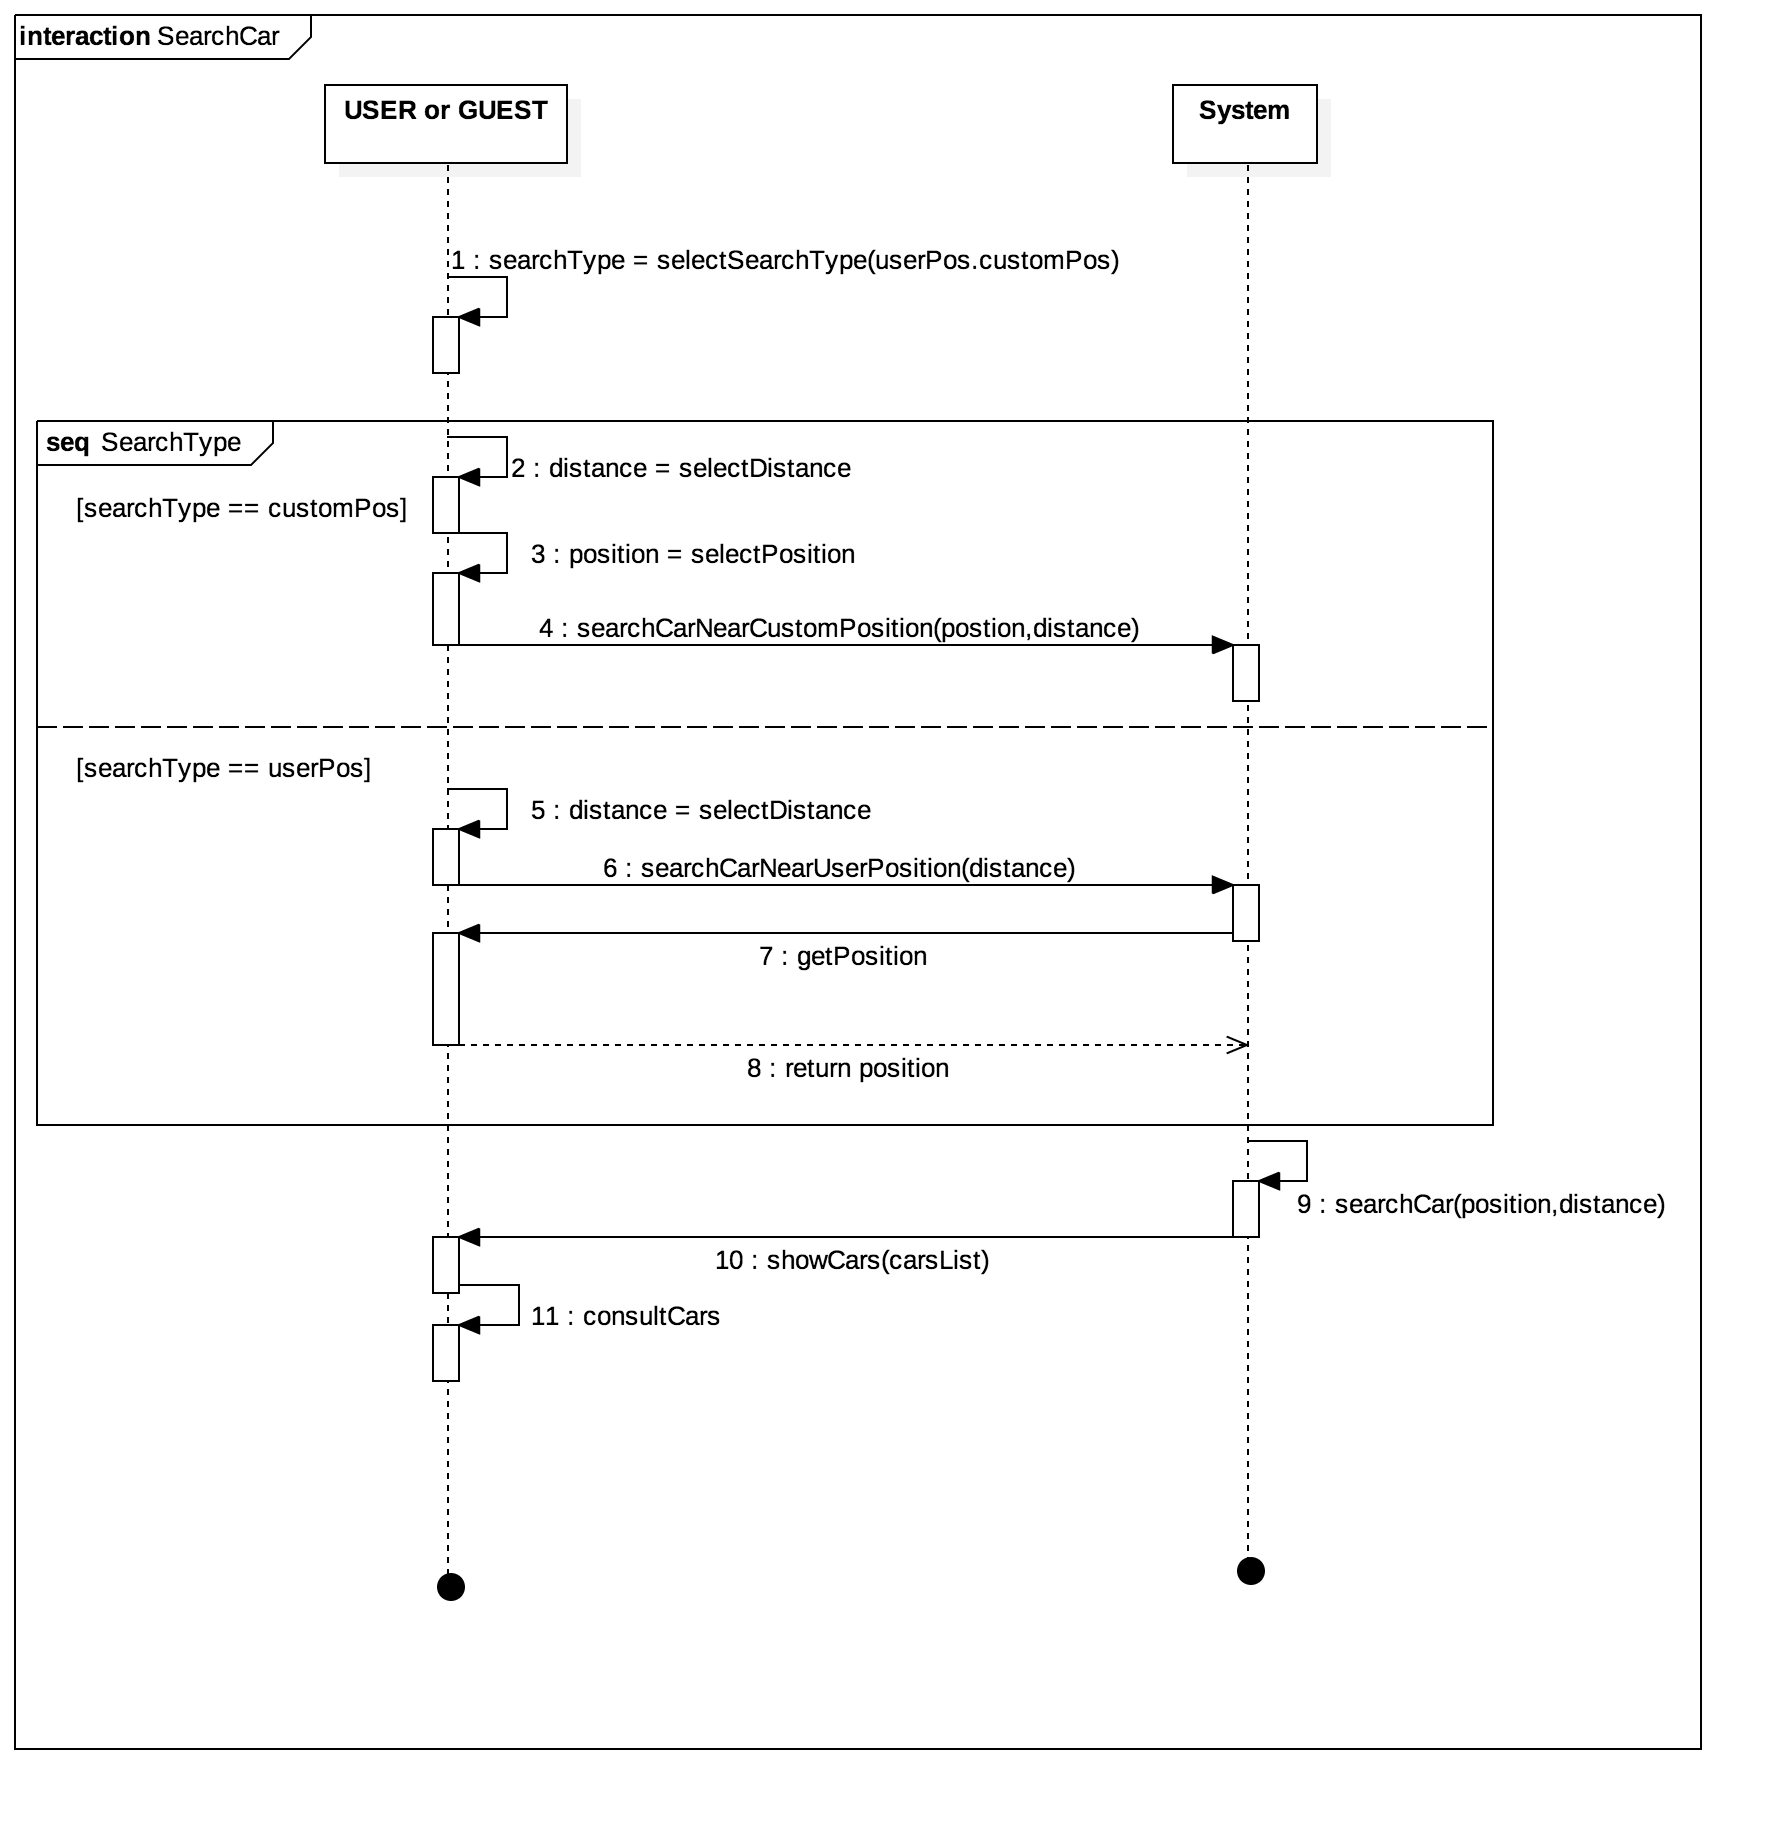 interaction SearchCar
USER or GUEST
System
1 : searchType = selectSearchType(userPos.customPos)
seq SearchType
2 : distance = selectDistance
[searchType == customPos]
3 : position = selectPosition
4 : searchCarNearCustomPosition(postion,distance)
[searchType == userPos]
5 : distance = selectDistance
6 : searchCarNearUserPosition(distance)
7 : getPosition
8 : return position
9 : searchCar(position,distance)
10 : showCars(carsList)
11 : consultCars